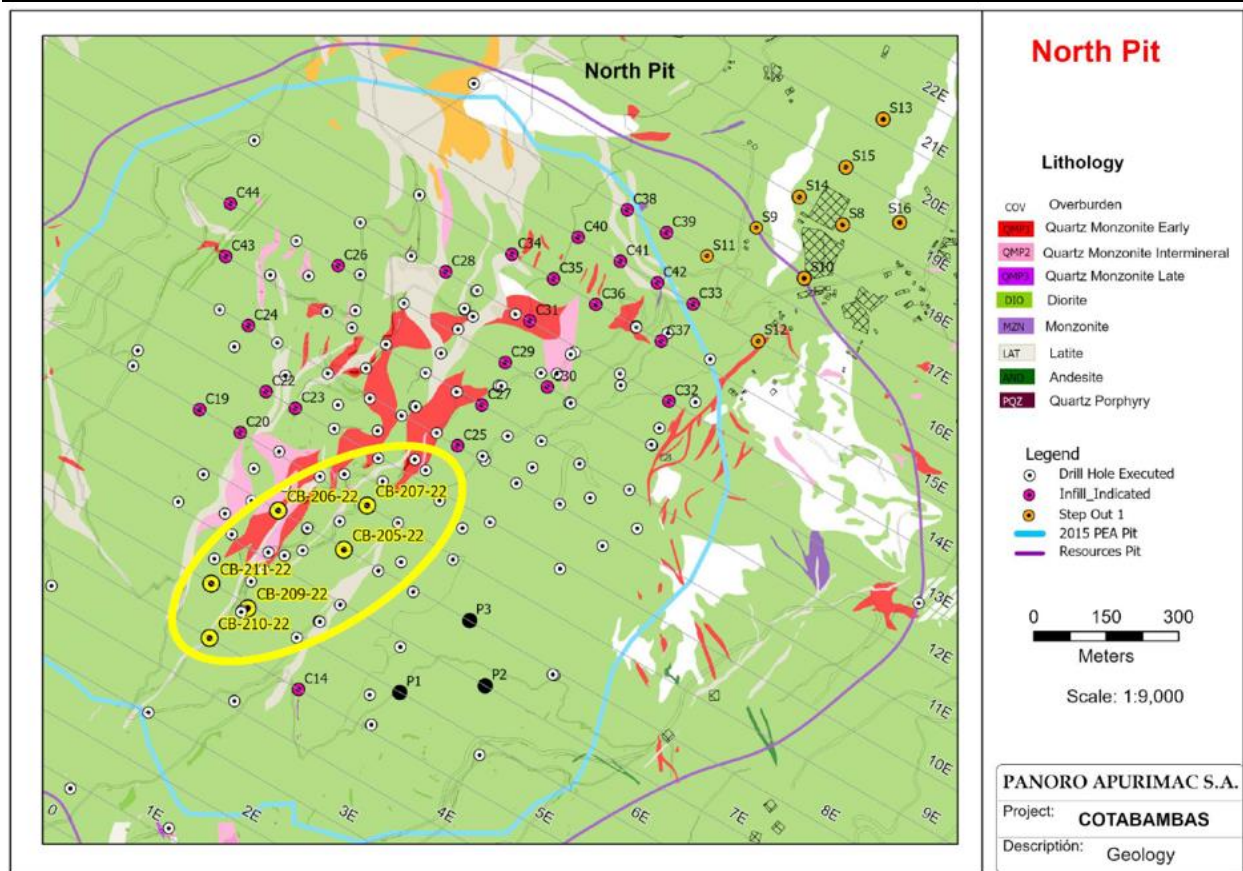 North Pit
22E
S13
21E
S15
C44
S14
20E
C38
S9
S8
S16
C43
C40
C39
19E
C26
C34
S11
C28
C41
C35
C42
S10
18E
C24
C31
C36
C33
C37
S12
17E
C29
C22
C30
C32
C19
C23
C27
16E
C20
C25
15E
CB-206-22
CB-207-22
14E
CB-205-22
CB-211-22
13E
CB-209-22
P3
CB-210-22
12E
C14
P1
P2
11E
10E
0
1E
2E
3E
4E
5E
6E
7E
8E
9E
North Pit
Lithology
COV Overburden
QMP1 Quartz Monzonite Early
QMP2 Quartz Monzonite Intermineral
QMP3 Quartz Monzonite Late
DIO Diorite
MZN Monzonite
LAT Latite
AND Andesite
PQZ Quartz Porphyry
Legend
Drill Hole Executed
Infill_Indicated
Step Out 1
2015 PEA Pit
Resources Pit
0 150 300
Meters
Scale: 1:9,000
PANORO APURIMAC S.A.
Project: COTABAMBAS
Descriptión: Geology